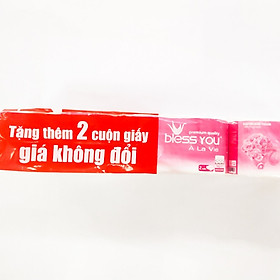 Tặng thêm 2 cuộn giấy
giá không đổi
premium quality
bless YOU
À La Vie